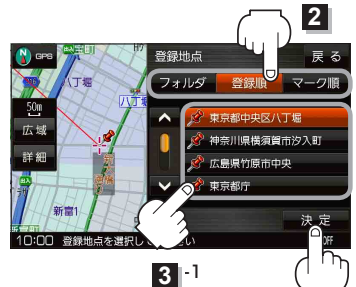 2
GPS
宝町
登録地点
戻る
フォルダ 登録順 マーク順
八丁堀
八丁堀
50m
広域
詳細
東京都中央区八丁堀
神奈川県横須賀市汐入町
広島県竹原市中央
東京都庁
新富1
決定
10:00 登録地点を選択し
OFF
3 -1